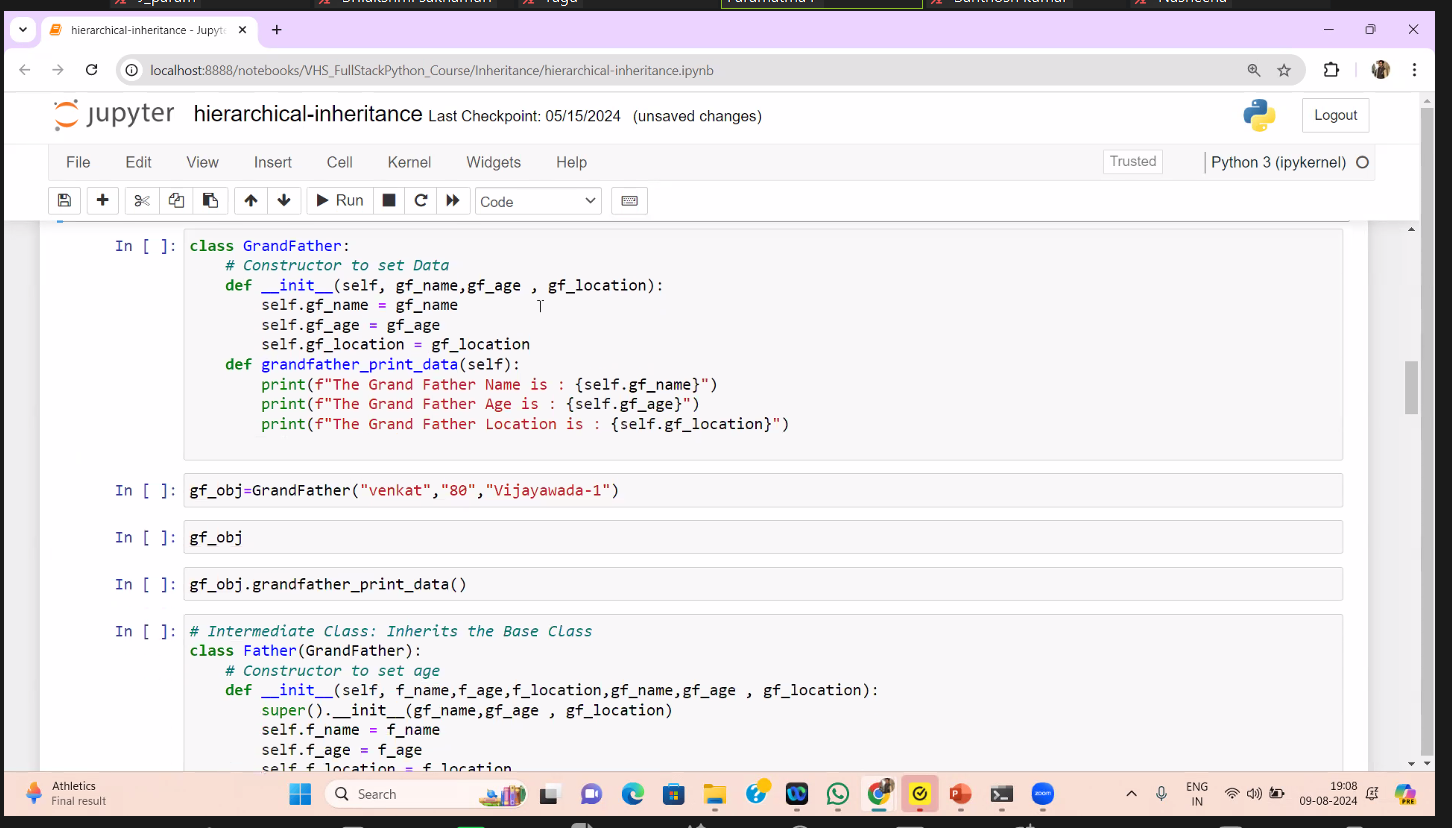 hierarchical-inheritance - Jupyt
localhost:8888/notebooks/VHS_FullStackPython_Course/Inheritance/hierarchical-inheritance.ipynb
jupyter hierarchical-inheritance Last Checkpoint: 05/15/2024 (unsaved changes)
Logout
File Edit View Insert Cell Kernel Widgets Help
Trusted
Python 3 (ipykernel)
Run
Code
In [ ]: class GrandFather:
# Constructor to set Data
def __init__(self, gf_name,gf_age , gf_location):
self.gf_name = gf_name
self.gf_age = gf_age
self.gf_location = gf_location
def grandfather_print_data(self):
print(f"The Grand Father Name is : {self.gf_name}")
print(f"The Grand Father Age is : {self.gf_age}")
print(f"The Grand Father Location is : {self.gf_location}")
In [ ]: gf_obj=GrandFather("venkat","80","Vijayawada-1")
In [ ]: gf_obj
In [ ]: gf_obj.grandfather_print_data()
In [ ]: # Intermediate Class: Inherits the Base Class
class Father(GrandFather):
# Constructor to set age
def __init__(self, f_name,f_age,f_location,gf_name,gf_age , gf_location):
super().__init__(gf_name,gf_age , gf_location)
self.f_name = f_name
self.f_age = f_age
self.f_location = f_location
Athletics
Final result
Search
zoom
ENG
IN
19:08
09-08-2024
PRE